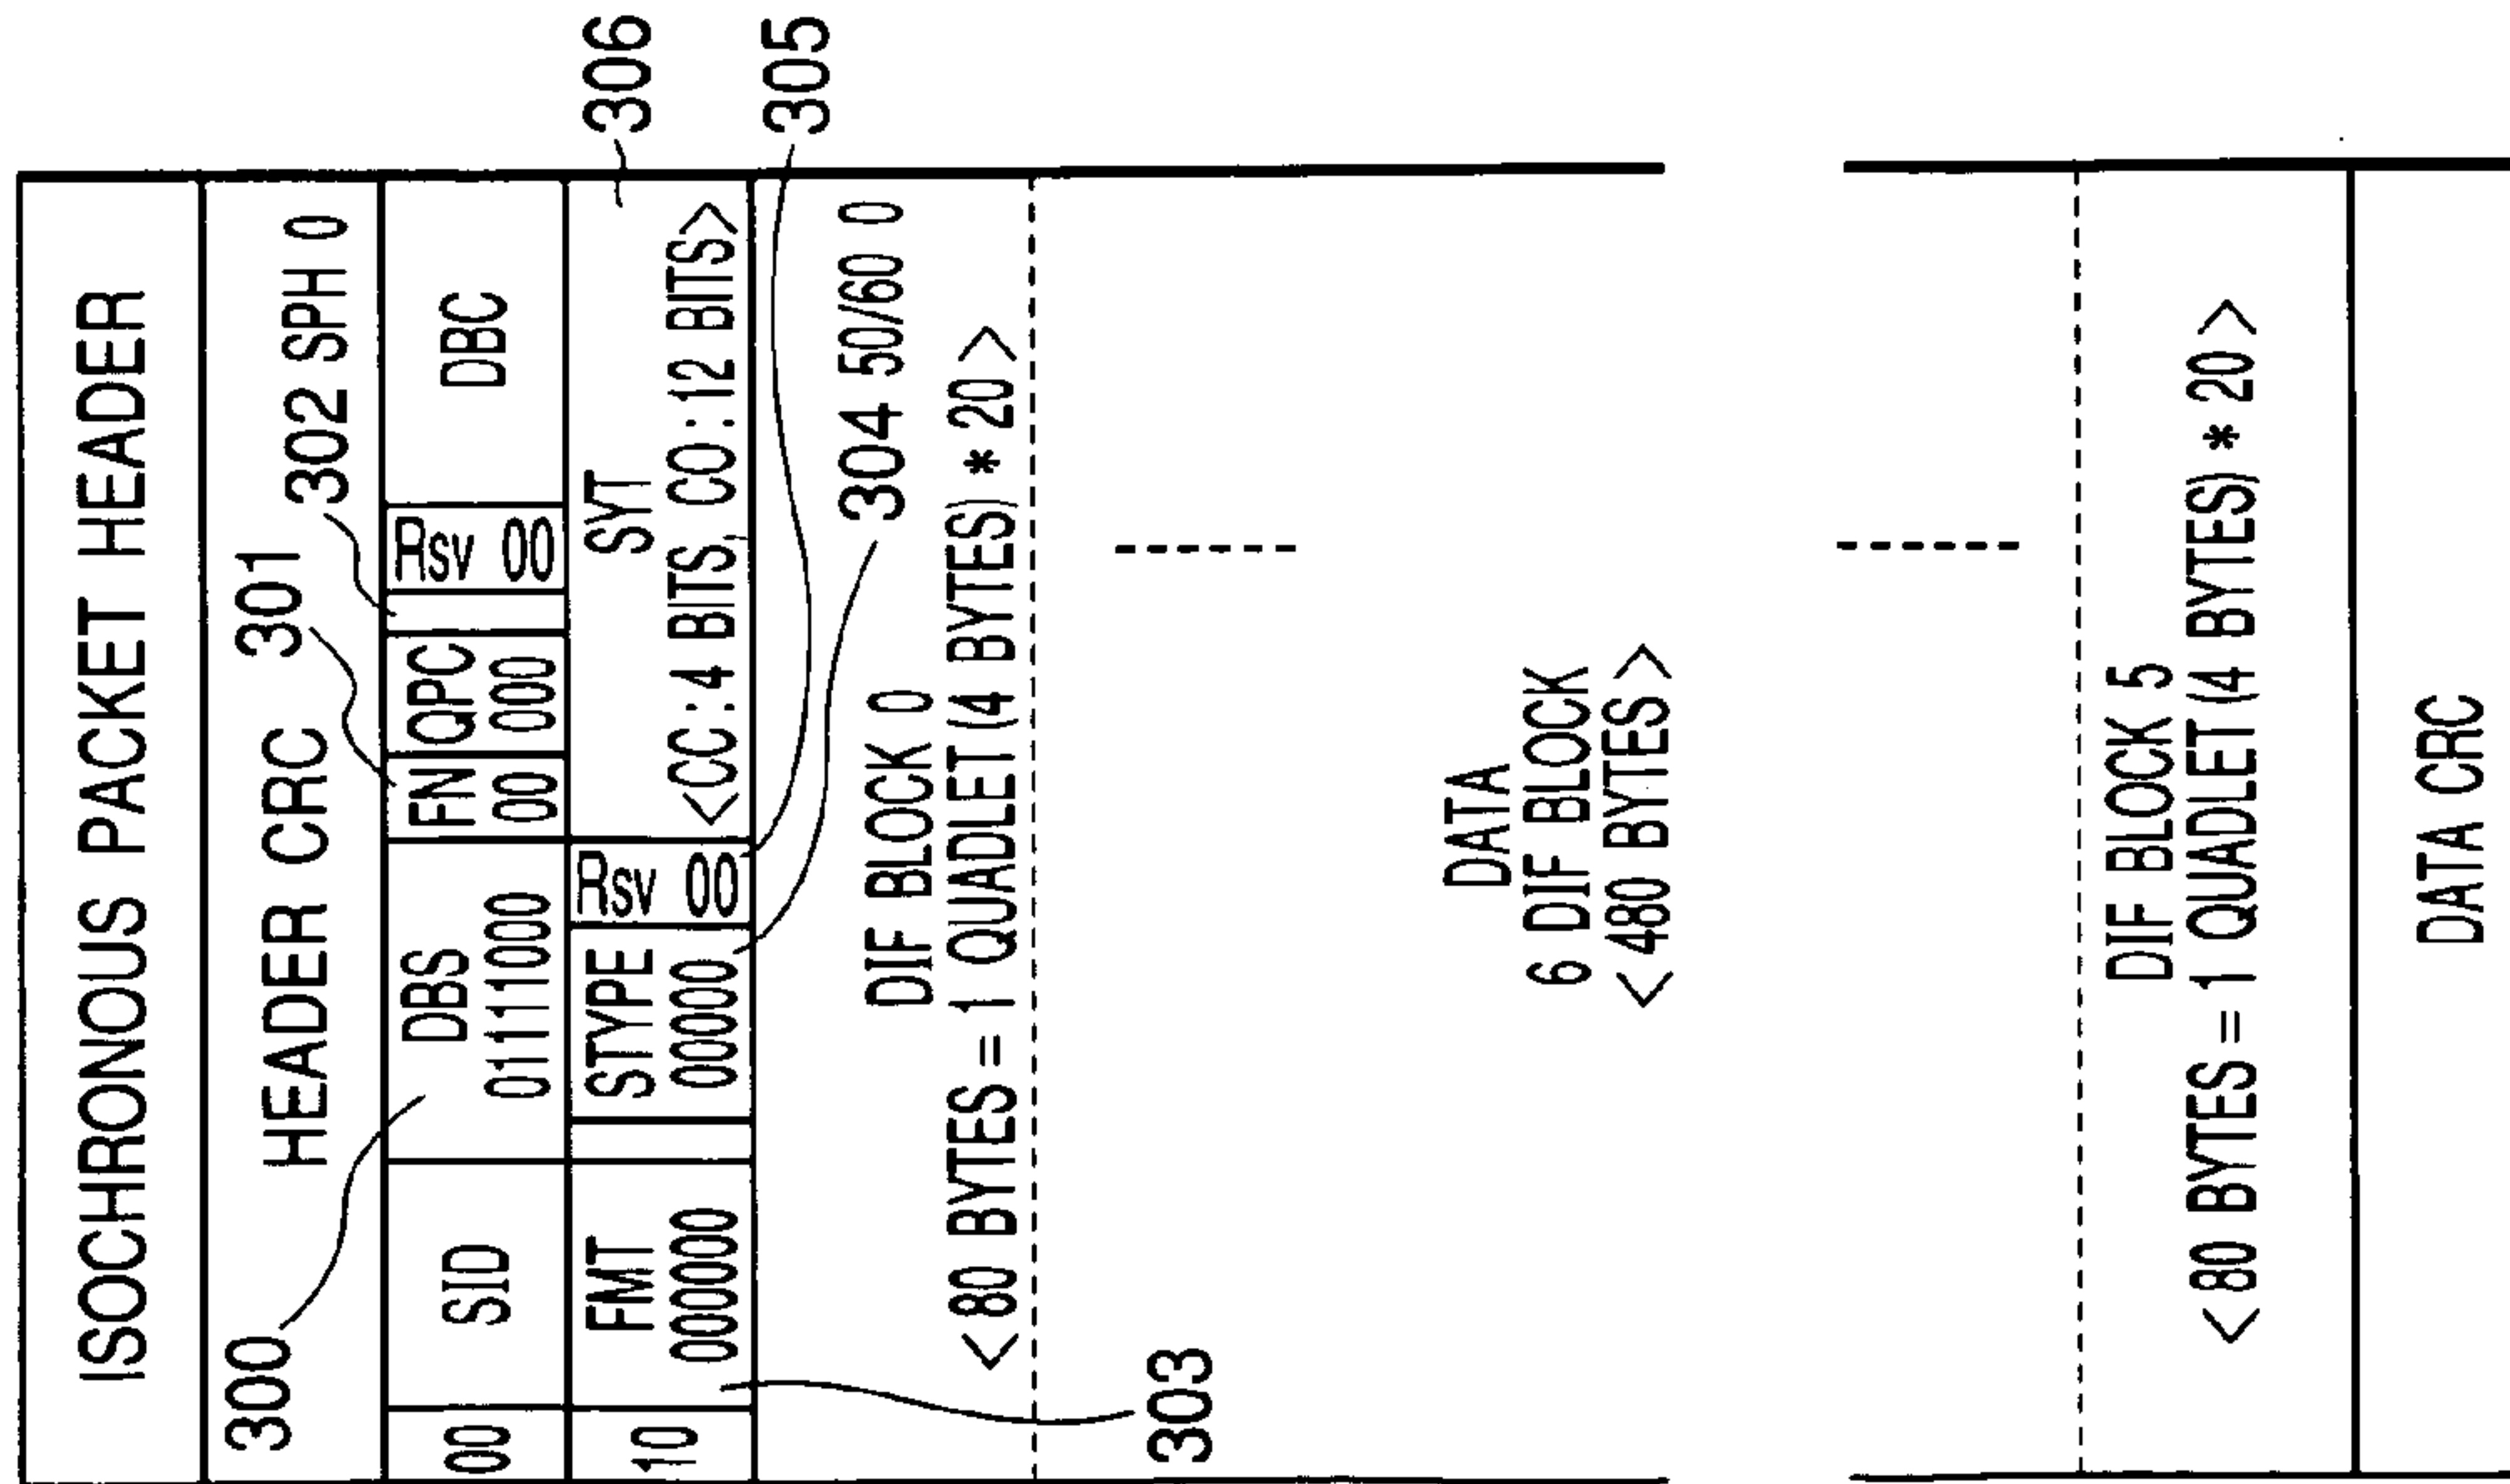 ISOCHRONOUS PACKET HEADER
300
HEADER CRC
301
302 SPH 0
00
SID
DBS
01111000
FN
00
QPC
000
Rsv 00
DBC
10
FMT
000000
STYPE
00000
Rsv 00
SYT
<CC:4 BITS, CO:12 BITS>
306
305
304 50/60 0
DIF BLOCK 0
<80 BYTES = 1 QUADLET (4 BYTES) * 20>
303
DATA
6 DIF BLOCK
<480 BYTES>
DIF BLOCK 5
<80 BYTES = 1 QUADLET (4 BYTES) * 20>
DATA CRC